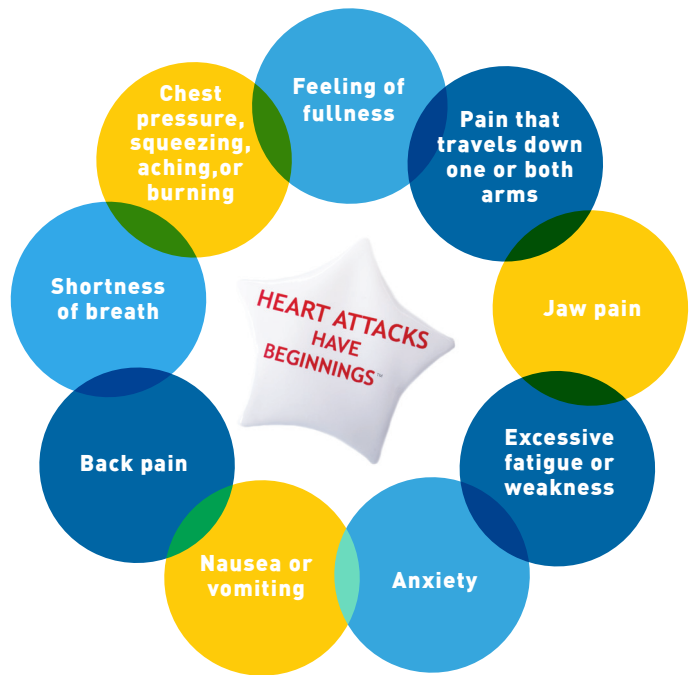 Feeling of
fullness
Pain that
travels down
one or both
arms
Jaw pain
Excessive
fatigue or
weakness
Anxiety
Nausea or
vomiting
Back pain
Shortness
of breath
Chest
pressure,
squeezing,
aching,or
burning
HEART ATTACKS
HAVE
BEGINNINGS™